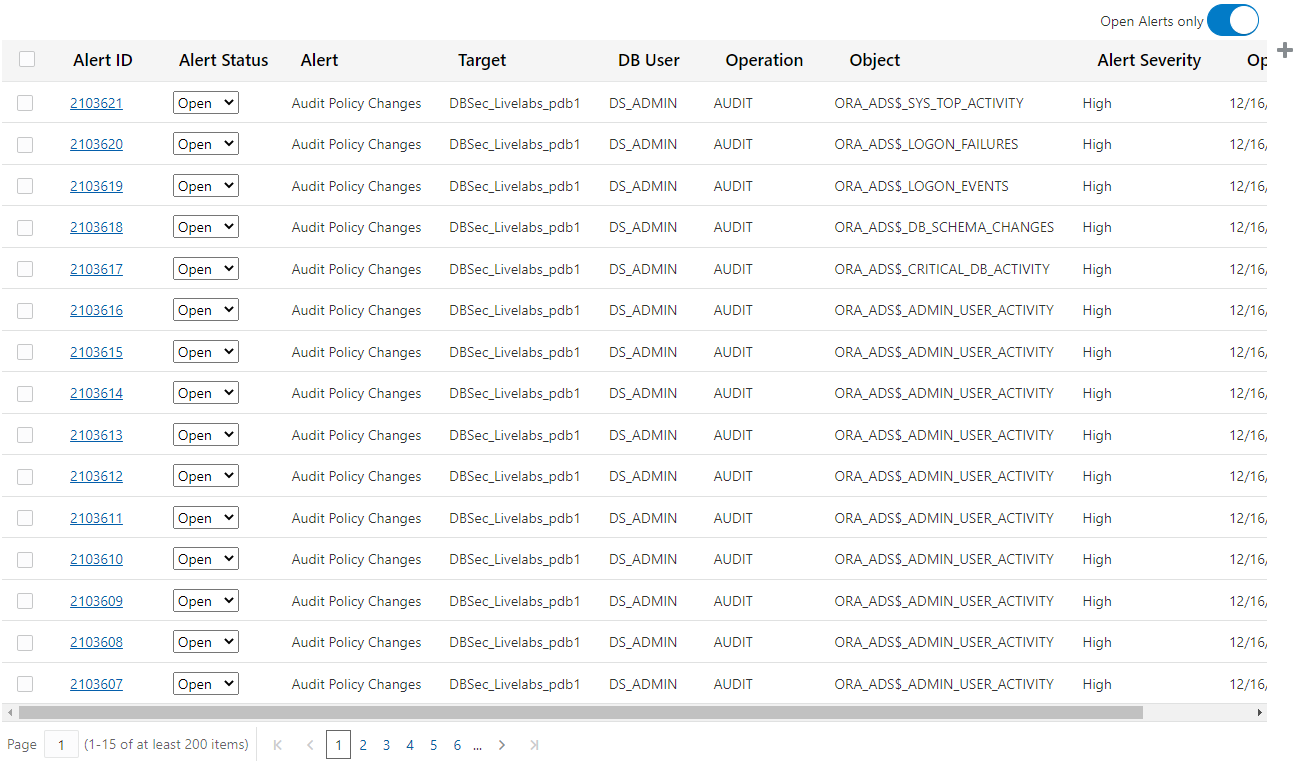 Open Alerts only
Alert ID Alert Status Alert Target DB User Operation Object Alert Severity Op
2103621 Open Audit Policy Changes DBSec_Livelabs_pdb1 DS_ADMIN AUDIT ORA_ADS$_SYS_TOP_ACTIVITY High 12/16,
2103620 Open Audit Policy Changes DBSec_Livelabs_pdb1 DS_ADMIN AUDIT ORA_ADS$_LOGON_FAILURES High 12/16,
2103619 Open Audit Policy Changes DBSec_Livelabs_pdb1 DS_ADMIN AUDIT ORA_ADS$_LOGON_EVENTS High 12/16,
2103618 Open Audit Policy Changes DBSec_Livelabs_pdb1 DS_ADMIN AUDIT ORA_ADS$_DB_SCHEMA_CHANGES High 12/16,
2103617 Open Audit Policy Changes DBSec_Livelabs_pdb1 DS_ADMIN AUDIT ORA_ADS$_CRITICAL_DB_ACTIVITY High 12/16,
2103616 Open Audit Policy Changes DBSec_Livelabs_pdb1 DS_ADMIN AUDIT ORA_ADS$_ADMIN_USER_ACTIVITY High 12/16,
2103615 Open Audit Policy Changes DBSec_Livelabs_pdb1 DS_ADMIN AUDIT ORA_ADS$_ADMIN_USER_ACTIVITY High 12/16,
2103614 Open Audit Policy Changes DBSec_Livelabs_pdb1 DS_ADMIN AUDIT ORA_ADS$_ADMIN_USER_ACTIVITY High 12/16,
2103613 Open Audit Policy Changes DBSec_Livelabs_pdb1 DS_ADMIN AUDIT ORA_ADS$_ADMIN_USER_ACTIVITY High 12/16,
2103612 Open Audit Policy Changes DBSec_Livelabs_pdb1 DS_ADMIN AUDIT ORA_ADS$_ADMIN_USER_ACTIVITY High 12/16,
2103611 Open Audit Policy Changes DBSec_Livelabs_pdb1 DS_ADMIN AUDIT ORA_ADS$_ADMIN_USER_ACTIVITY High 12/16,
2103610 Open Audit Policy Changes DBSec_Livelabs_pdb1 DS_ADMIN AUDIT ORA_ADS$_ADMIN_USER_ACTIVITY High 12/16,
2103609 Open Audit Policy Changes DBSec_Livelabs_pdb1 DS_ADMIN AUDIT ORA_ADS$_ADMIN_USER_ACTIVITY High 12/16,
2103608 Open Audit Policy Changes DBSec_Livelabs_pdb1 DS_ADMIN AUDIT ORA_ADS$_ADMIN_USER_ACTIVITY High 12/16,
2103607 Open Audit Policy Changes DBSec_Livelabs_pdb1 DS_ADMIN AUDIT ORA_ADS$_ADMIN_USER_ACTIVITY High 12/16,
Page 1 (1-15 of at least 200 items) 1 2 3 4 5 6 ...